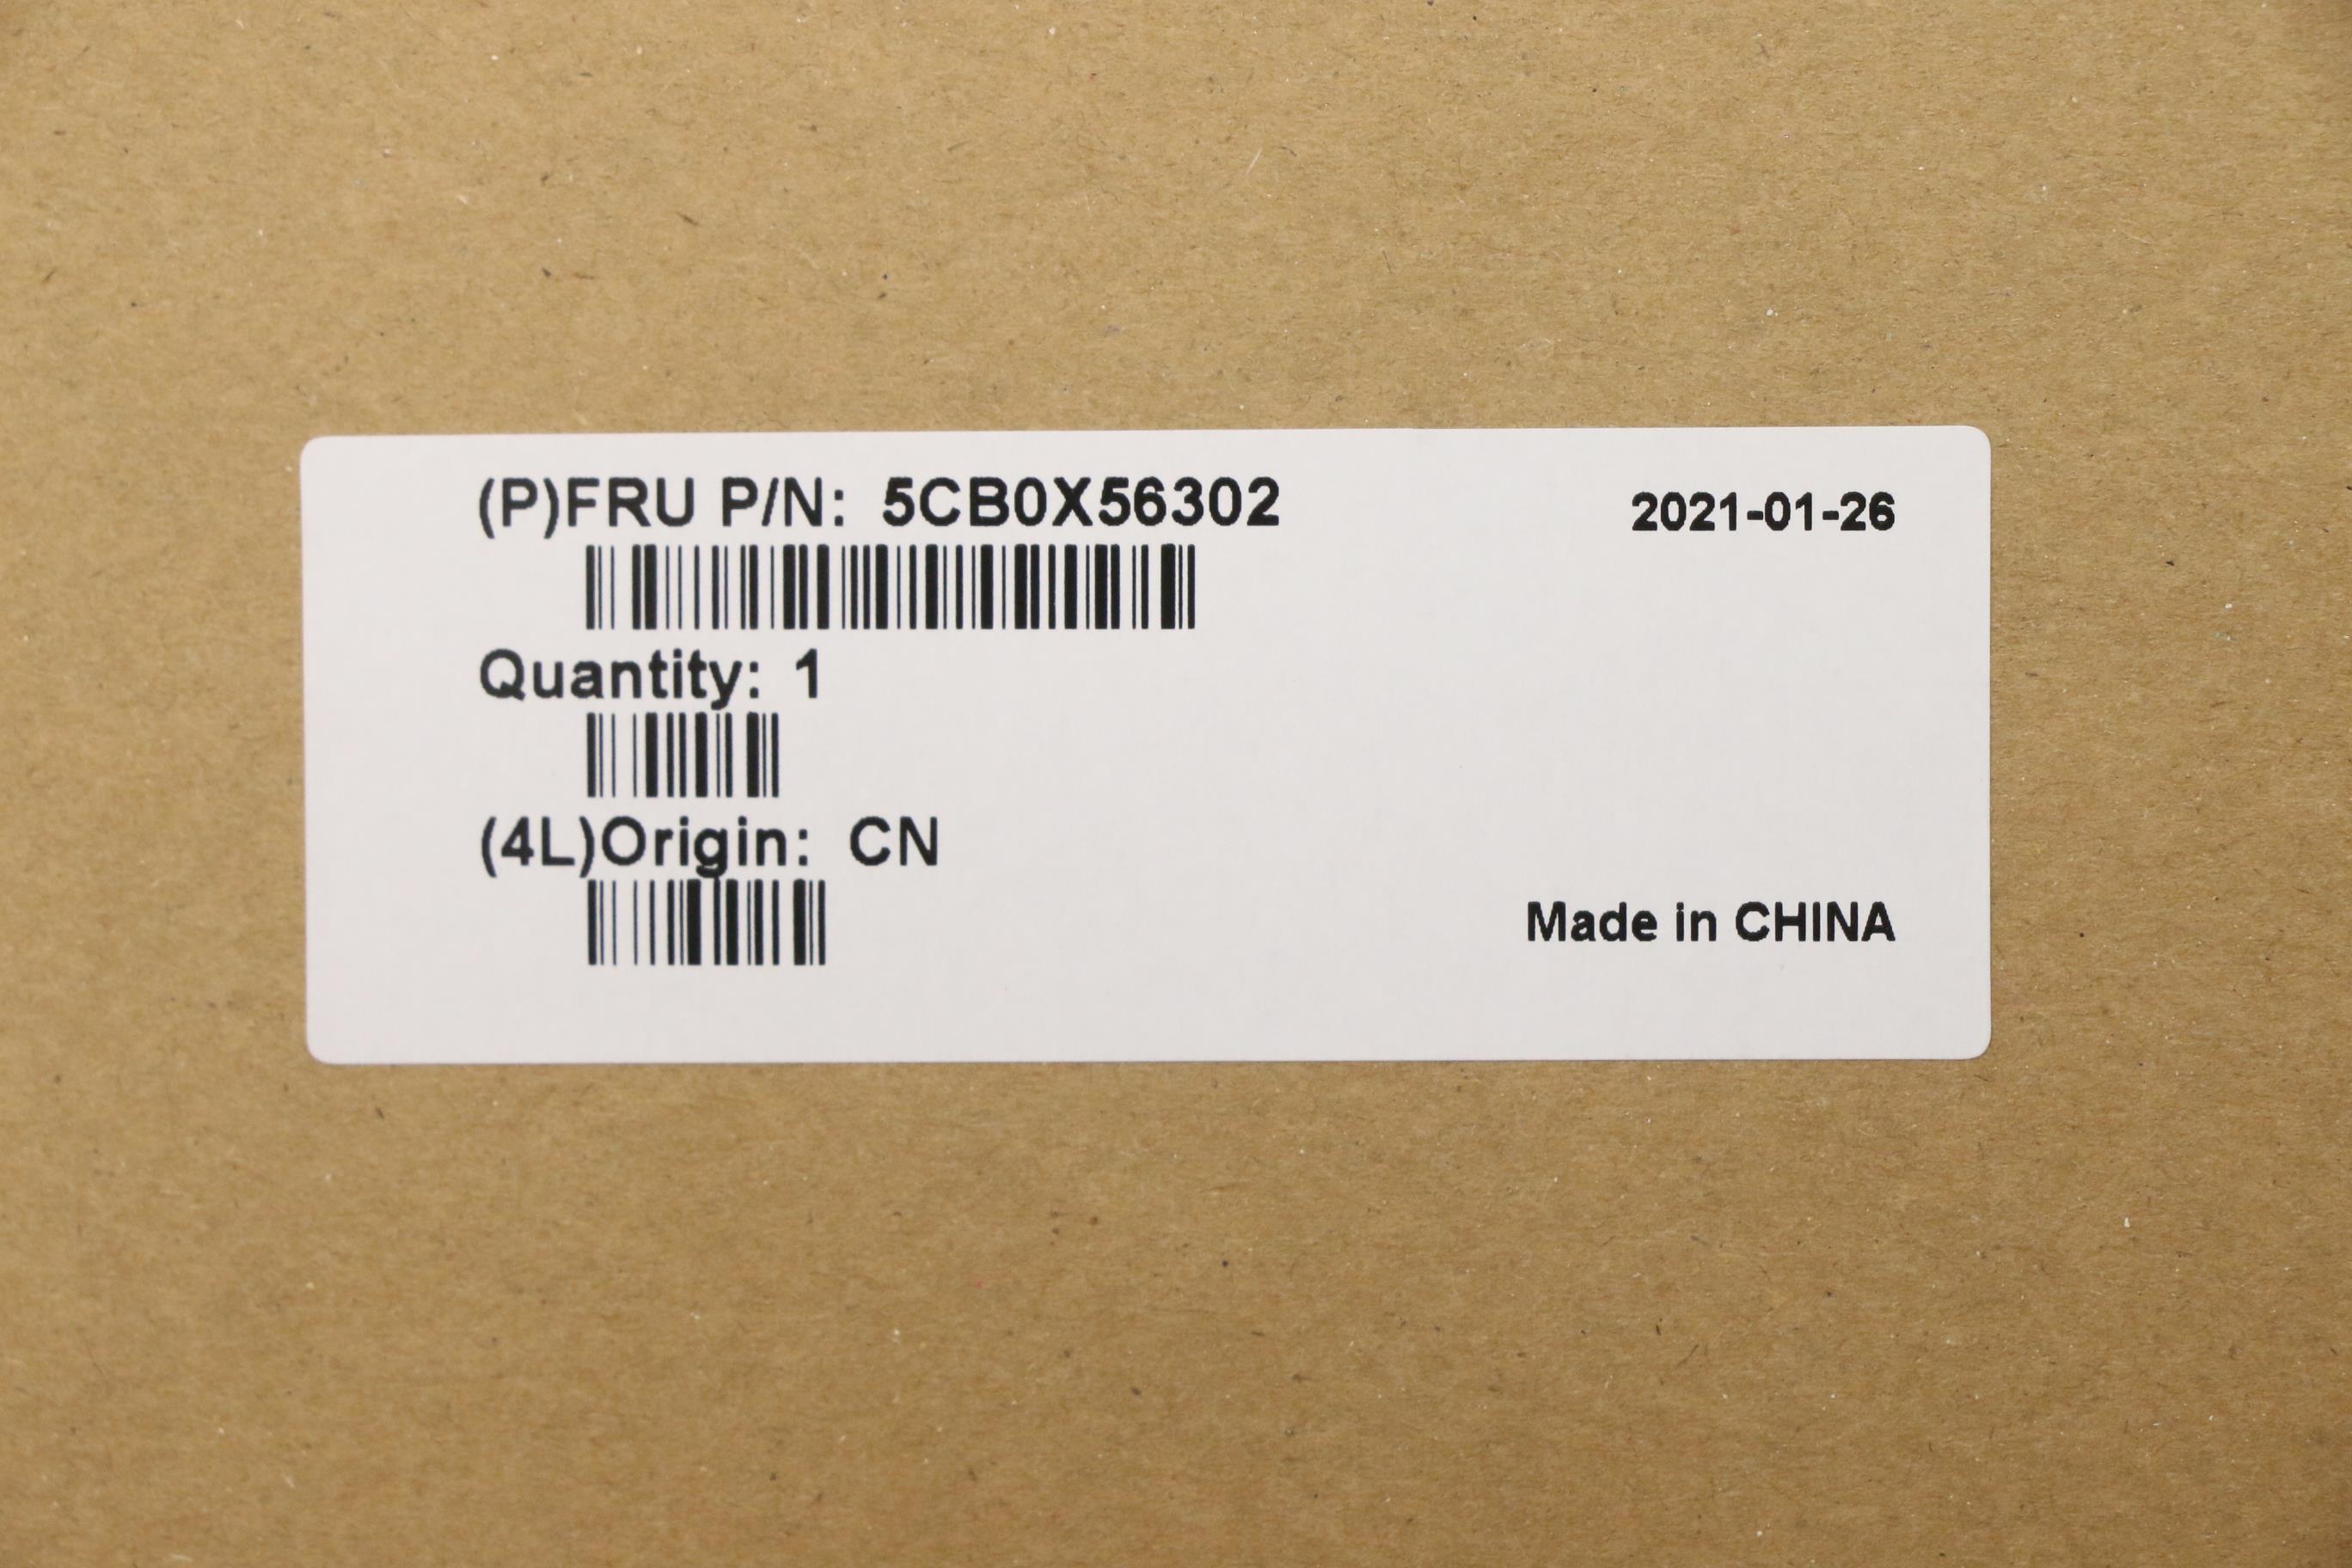 (P)FRU P/N: 5CB0X56302
2021-01-26
Quantity: 1
(4L)Origin: CN
Made in CHINA